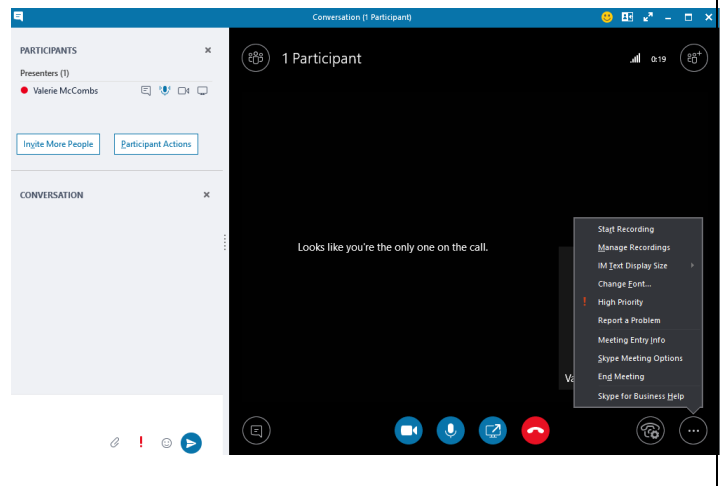 Conversation (1 Participant)
PARTICIPANTS
Presenters (1)
Valerie McCombs
Invite More People
Participant Actions
CONVERSATION
1 Participant
0:19
Looks like you're the only one on the call.
Va
Start Recording
Manage Recordings
IM Text Display Size
Change Font...
High Priority
Report a Problem
Meeting Entry Info
Skype Meeting Options
End Meeting
Skype for Business Help